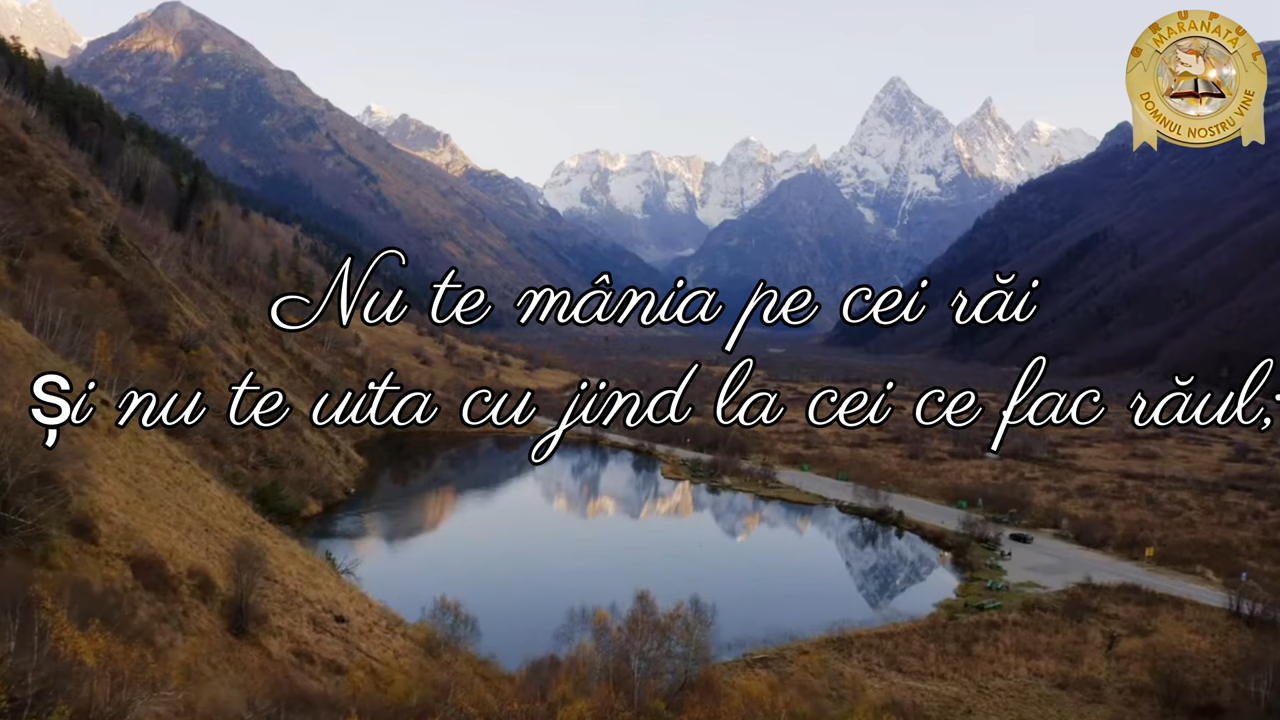 GRUPUL
MARANATA
DOMNUL NOSTRU VINE
Nu te mânia pe cei răi
Și nu te uita cu jind la cei ce fac răul,